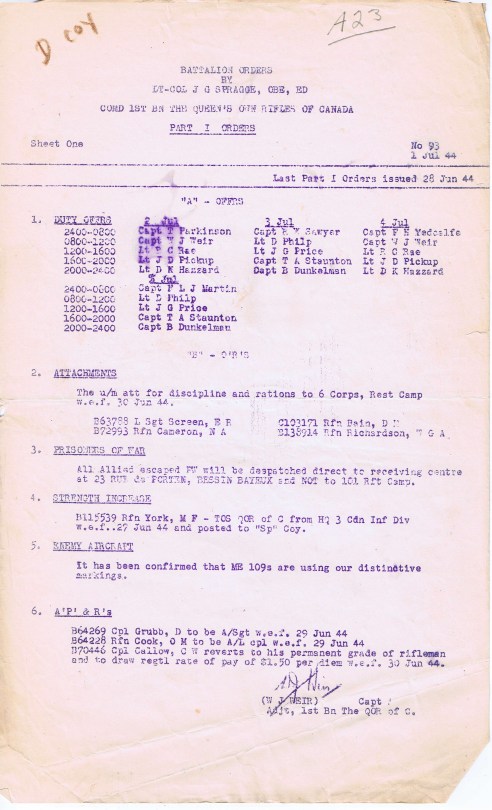 D COY
A23
BATTALION ORDERS
BY
LT-COL J G SPRAGGE, OBE, ED
COMD 1ST BN THE QUEEN'S OWN RIFLES OF CANADA
PART I ORDERS
Sheet One
No 93
1 Jul 44
Last Part I Orders issued 28 Jun 44
"A" - OFFRS
1. DUTY OFFRS 2 Jul 3 Jul 4 Jul
2400-0800 Capt T Parkinson Capt Sawyer Capt F E
0800-1200 Capt W J Weir Lt D Philp Capt W J Weir
1200-1600 Lt R C Rae Lt J G Price Lt R C Rae
1600-2000 Lt J D Pickup Capt T A Staunton Lt J D Pickup
2000-2400 Lt D K Hazzard Capt B Dunkelman Lt D K Hazzard
Jul
2400-0800 Capt F L J Martin
0800-1200 Lt D Philp
1200-1600 Lt J G Price
1600-2000 Capt T A Staunton
2000-2400 Capt B Dunkelman
"B" - O'R'S
2. ATTACHMENTS
The u/m att for discipline and rations to 6 Corps, Rest Camp
w.e.f. 30 Jun 44.
B63788 L Sgt Screen, E R C103171 Rfn Bain, D
B72993 Rfn Cameron, N A B138914 Rfn Richardson, G A
3. PRISONERS OF WAR
All Allied escaped PW will be despatched direct to receiving centre
at 23 RUE de BESSIN BAYEUX and NOT to 101 Rft Camp.
4. STRENGTH INCREASE
B115539 Rfn York, M F - TOS QOR of C from HQ 3 Cdn Inf Div
w.e.f..27 Jun 44 and posted to "Sp" Coy.
5. ENEMY AIRCRAFT
It has been confirmed that ME 109s are using our distinctive
markings.
6. A'P' & R's
B64269 Cpl Grubb, D to be A/Sgt w.e.f. 29 Jun 44
B64228 Rfn Cook, O M to be A/L cpl w.e.f. 29 Jun 44
B70446 Cpl Callow, C W reverts to his permanent grade of rifleman
and to draw regtl rate of pay of $1.50 per diem w.e.f. 30 Jun 44.
(W J WEIR) Capt
Adjt, 1st Bn The QOR of C.